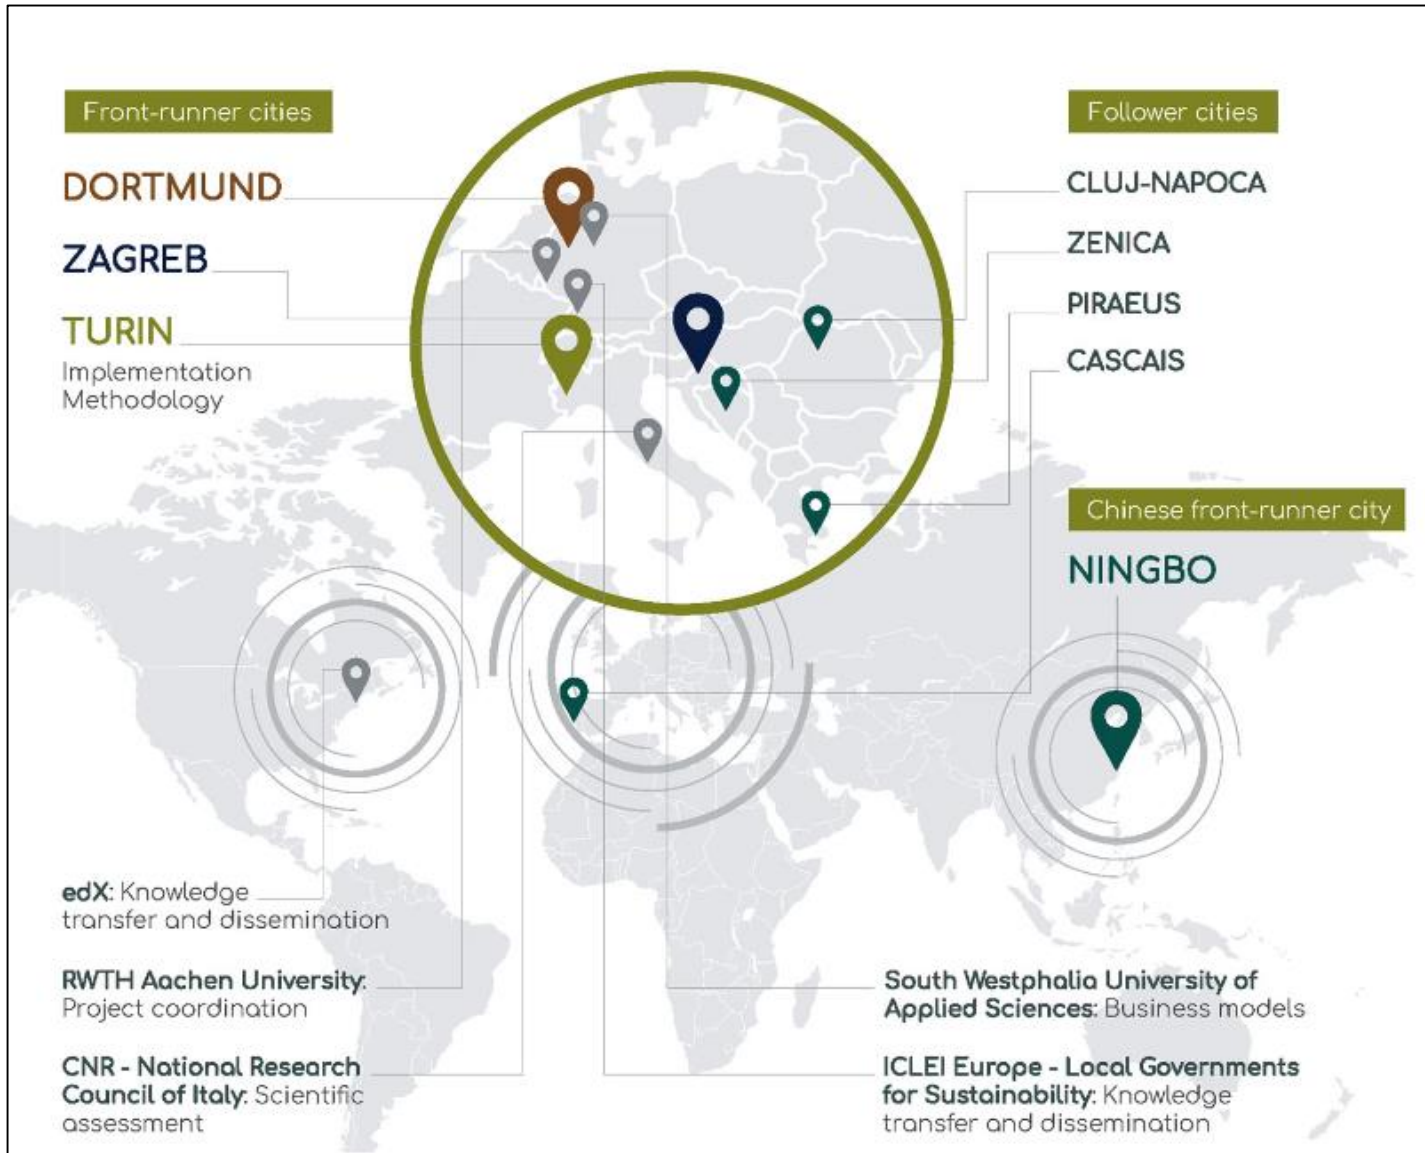 Front-runner cities
DORTMUND
ZAGREB
TURIN
Implementation
Methodology
Follower cities
CLUJ-NAPOCA
ZENICA
PIRAEUS
CASCAIS
Chinese front-runner city
NINGBO
edX: Knowledge
transfer and dissemination
RWTH Aachen University:
Project coordination
CNR - National Research
Council of Italy: Scientific
assessment
South Westphalia University of
Applied Sciences: Business models
ICLEI Europe - Local Governments
for Sustainability: Knowledge
transfer and dissemination